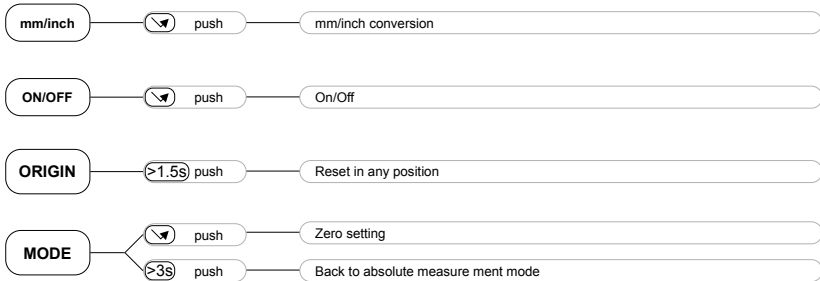 mm/inch push mm/inch conversion
ON/OFF push On/Off
ORIGIN >1.5s push Reset in any position
MODE
push Zero setting
>3s push Back to absolute measure ment mode